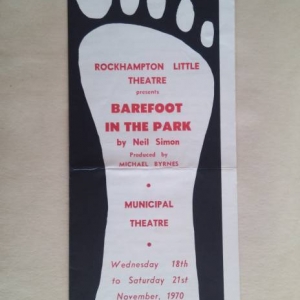 ROCKHAMPTON LITTLE
THEATRE
presents
BAREFOOT
IN THE PARK
by Neil Simon
Produced by
MICHAEL BYRNES
•
MUNICIPAL
THEATRE
•
Wednesday 18th
to Saturday 21st
November, 1970